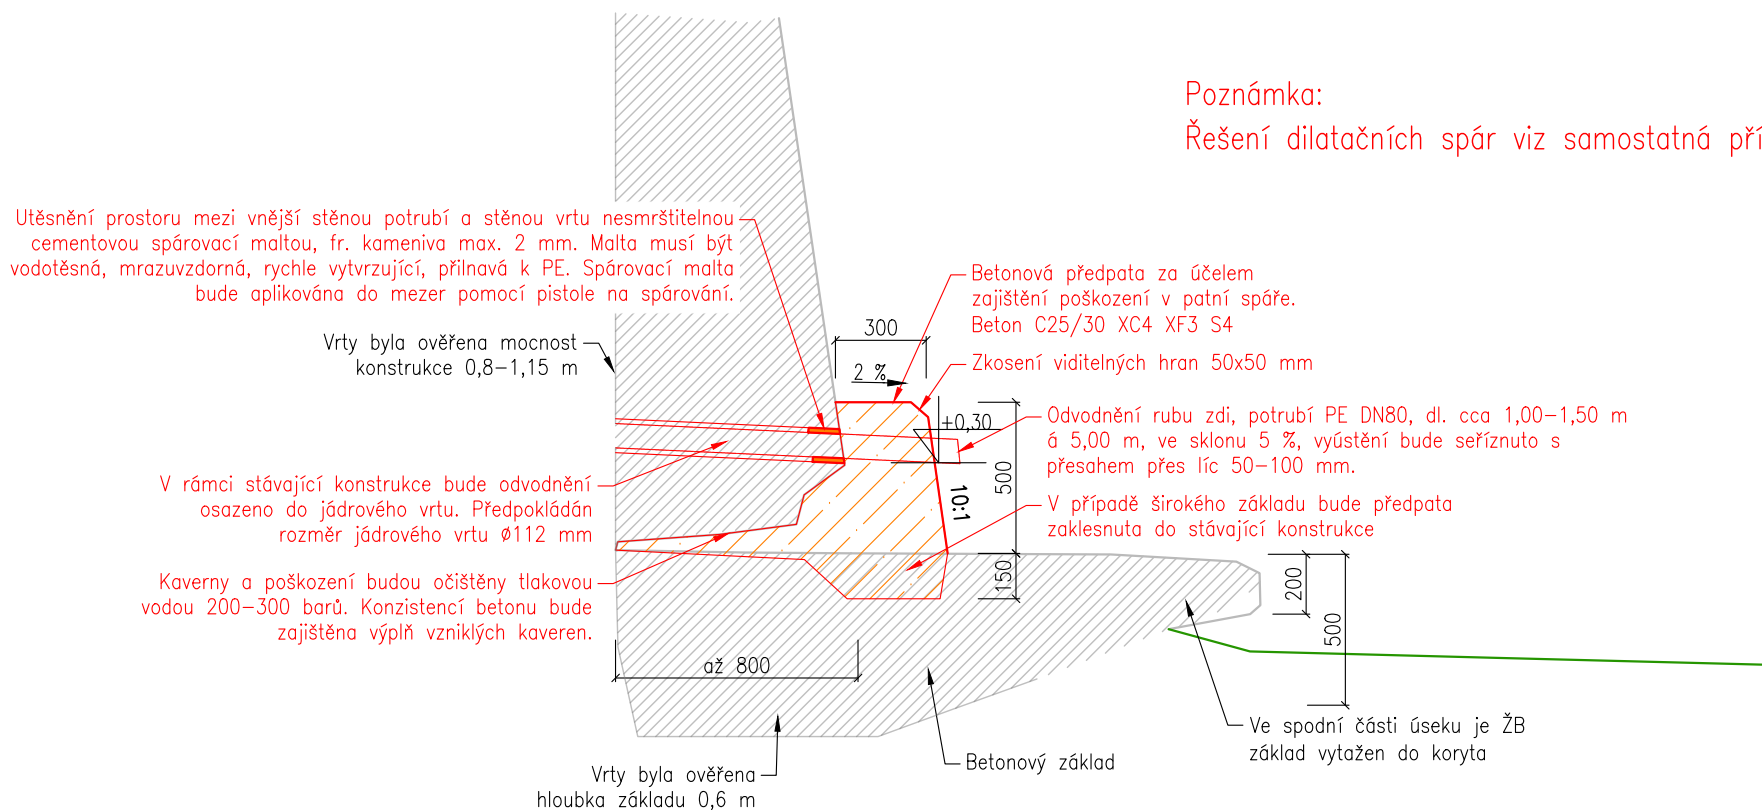 Poznámka:
Řešení dilatačních spár viz samostatná
Utěsnění prostoru mezi vnější stěnou potrubí a stěnou vrtu nesmrštitelnou
cementovou spárovací maltou, fr. kameniva max. 2 mm. Malta musí být
vodotěsná, mrazuvzdorná, rychle vytvrzující, přilnavá k PE. Spárovací malta
bude aplikována do mezer pomocí pistole na spárování.
Vrty byla ověřena mocnost
konstrukce 0,8-1,15 m
Betonová předpata za účelem
zajištění poškození v patní spáře.
Beton C25/30 XC4 XF3 S4
300
2 %
Zkosení viditelných hran 50x50 mm
+0,30
Odvodnění rubu zdi, potrubí PE DN80, dl. cca 1,00-1,50 m
á 5,00 m, ve sklonu 5 %, vyústění bude seříznuto s
přesahem přes líc 50-100 mm.
500
10:1
V rámci stávající konstrukce bude odvodnění
osazeno do jádrového vrtu. Předpokládán
rozměr jádrového vrtu ø112 mm
V případě širokého základu bude předpata
zaklesnuta do stávající konstrukce
Kaverny a poškození budou očištěny tlakovou
vodou 200-300 barů. Konzistencí betonu bude
zajištěna výplň vzniklých kaveren.
150
200
500
až 800
Ve spodní části úseku je ŽB
základ vytažen do koryta
Betonový základ
Vrty byla ověřena
hloubka základu 0,6 m